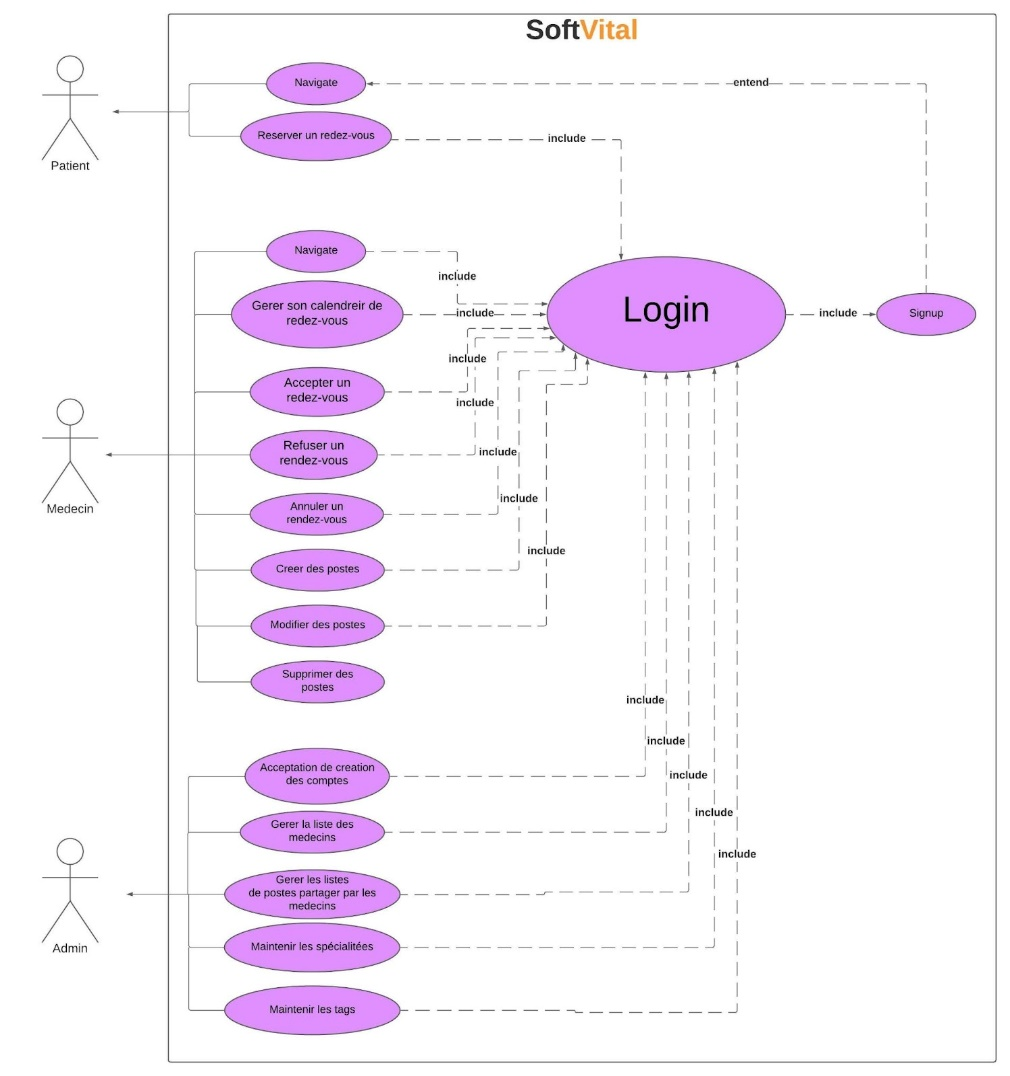 SoftVital
Navigate
entend
Reserver un redez-vous
include
Patient
Navigate
include
Gerer son calendreir de
redez-vous
include
Login
include
Signup
include
Accepter un
redez-vous
include
Refuser un
rendez-vous
include
Medecin
Annuler un
rendez-vous
include
include
Creer des postes
Modifier des postes
Supprimer des
postes
include
include
Acceptation de creation
des comptes
include
include
Gerer la liste des
medecins
include
Gerer les listes
de postes partager par les
medecins
Admin
Maintenir les spécialitées
Maintenir les tags